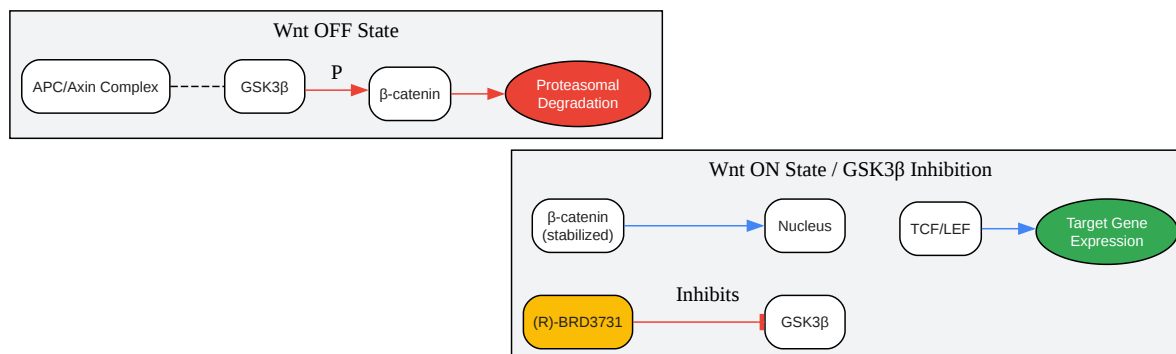 Wnt OFF State
APC/Axin Complex
GSK3β
P
β-catenin
Proteasomal
Degradation
Wnt ON State / GSK3β Inhibition
β-catenin
(stabilized)
Nucleus
TCF/LEF
Target Gene
Expression
(R)-BRD3731
Inhibits
GSK3β